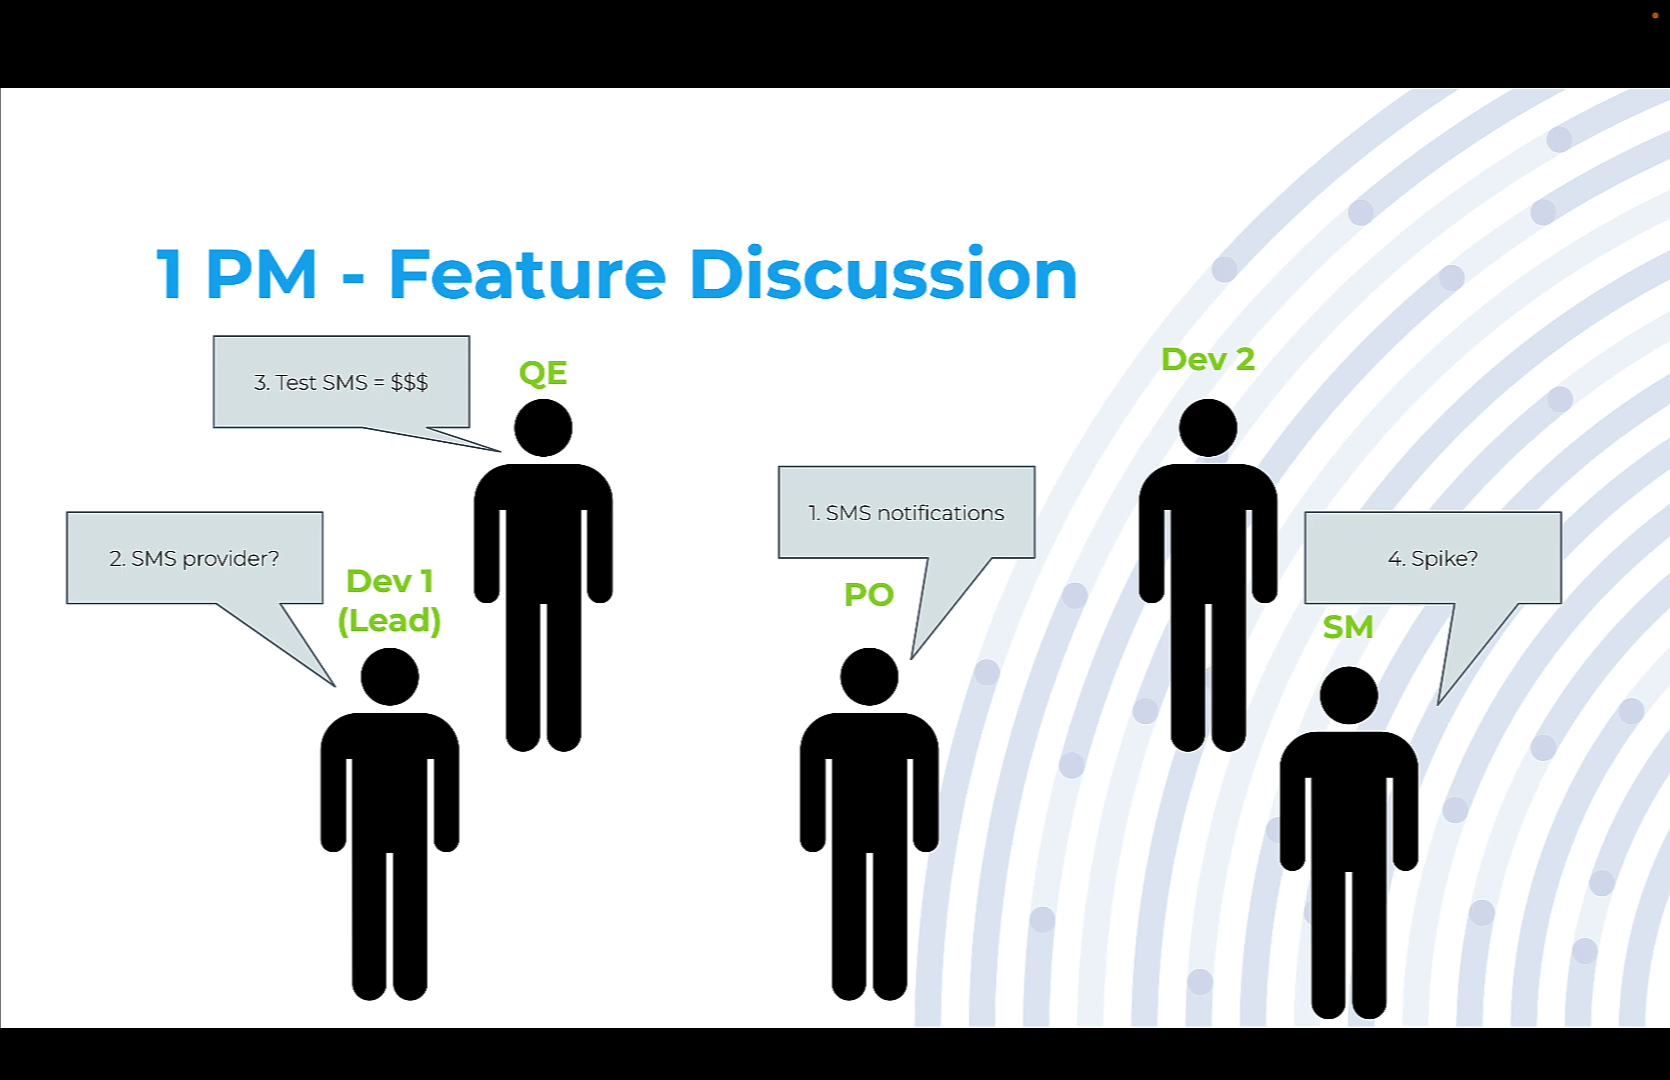 1 PM - Feature Discussion
3. Test SMS = $$$
QE
Dev 2
1. SMS notifications
2. SMS provider?
4. Spike?
Dev 1
(Lead)
PO
SM